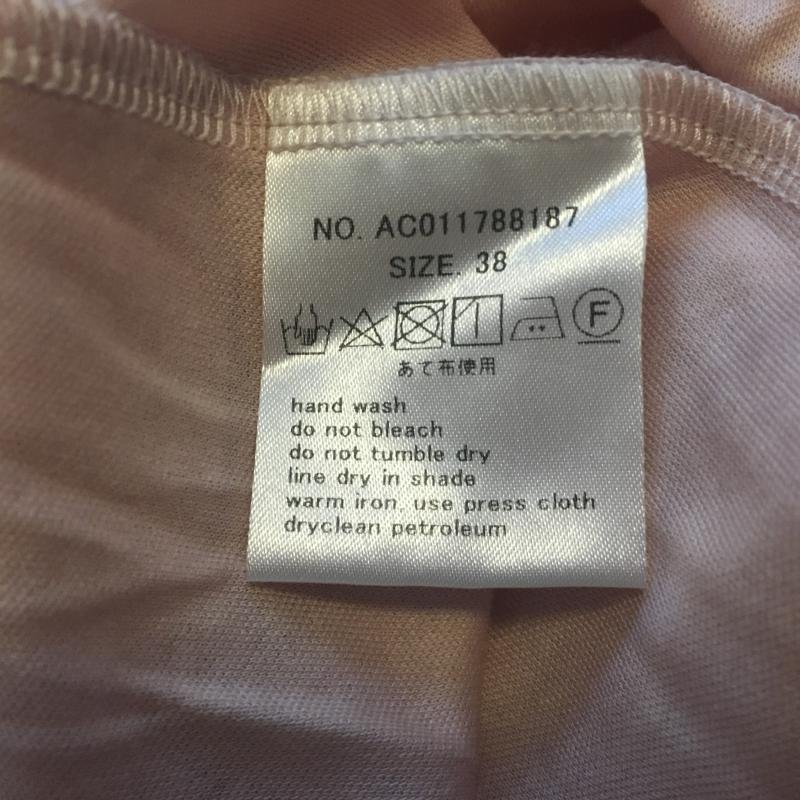 NO. AC011788187
SIZE. 38
F
あて布使用
hand wash
do not bleach
do not tumble dry
line dry in shade
warm iron. use press cloth
dryclean petroleum